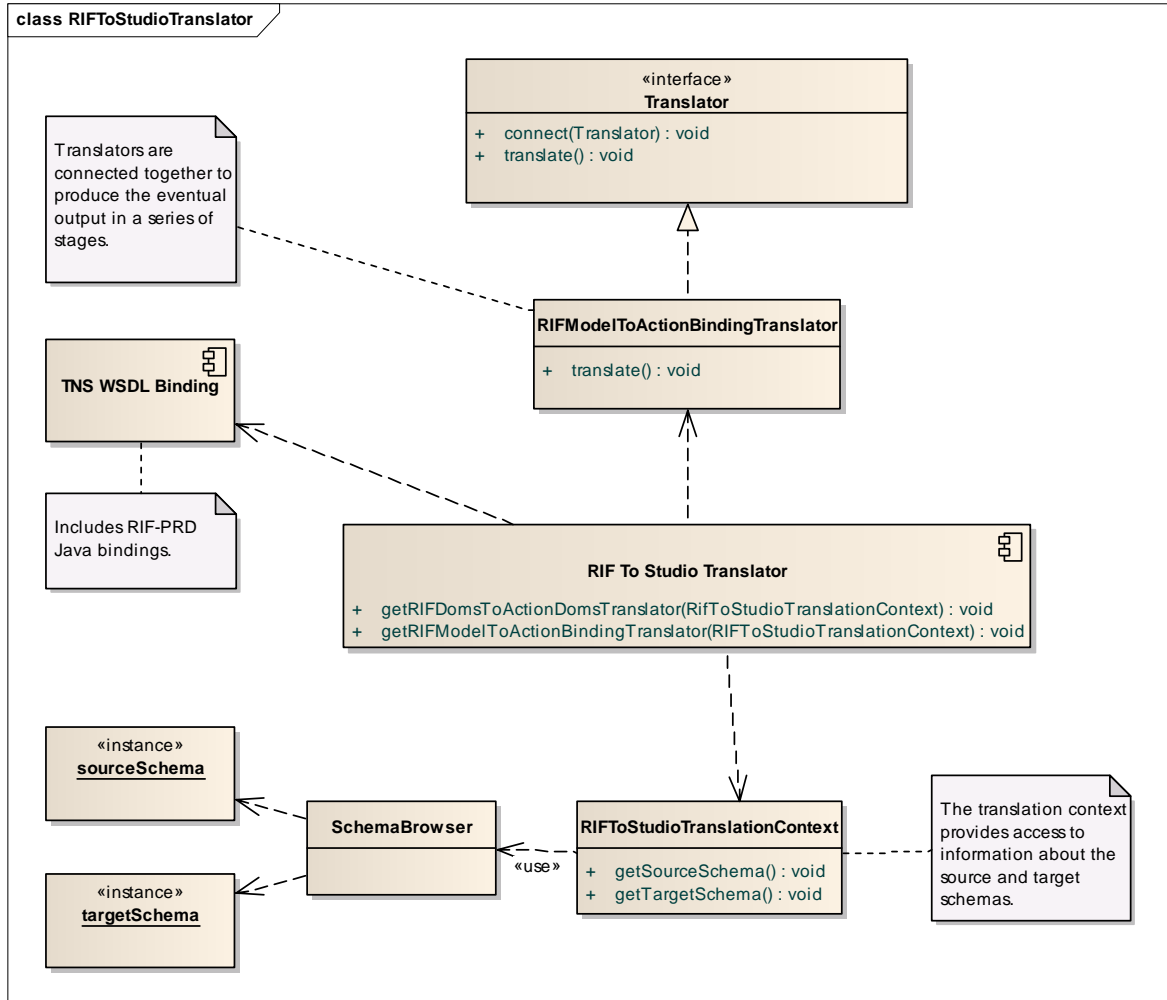 class RIFToStudioTranslator
«interface»
Translator
+ connect(Translator) : void
+ translate() : void
Translators are
connected together to
produce the eventual
output in a series of
stages.
RIFModelToActionBindingTranslator
+ translate() : void
TNS WSDL Binding
Includes RIF-PRD
Java bindings.
RIF To Studio Translator
+ getRIFDomsToActionDomsTranslator(RifToStudioTranslationContext) : void
+ getRIFModelToActionBindingTranslator(RIFToStudioTranslationContext) : void
«instance»
sourceSchema
«instance»
targetSchema
SchemaBrowser
«use»
RIFToStudioTranslationContext
+ getSourceSchema() : void
+ getTargetSchema() : void
The translation context
provides access to
information about the
source and target
schemas.